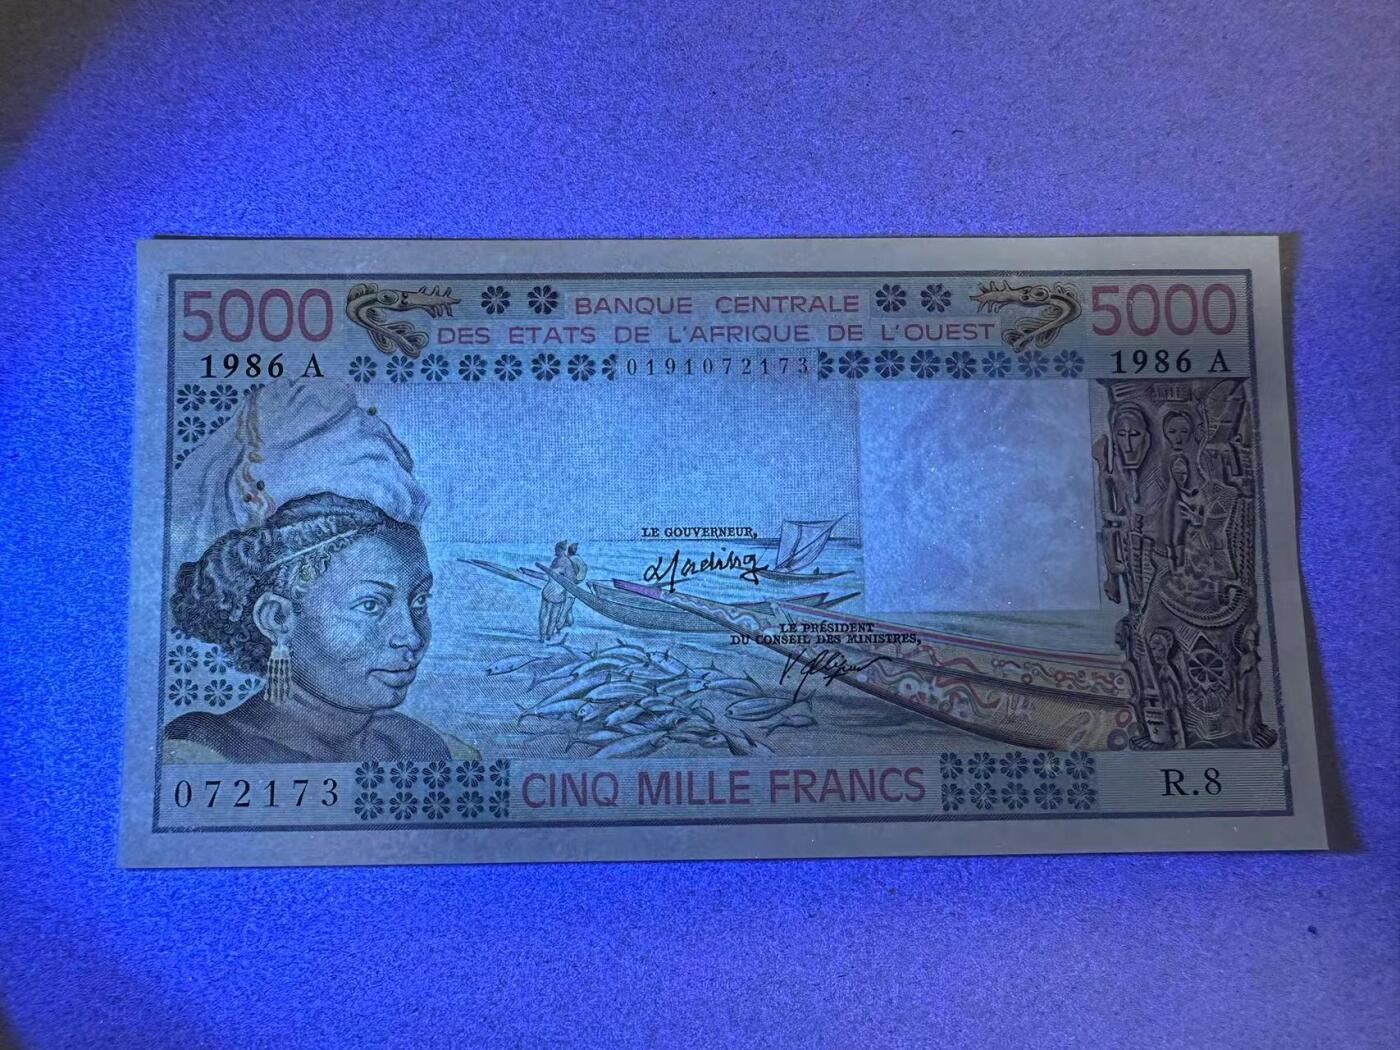 5000
BANQUE CENTRALE
5000
DES ÉTATS DE L'AFRIQUE DE L'OUEST
1986 A
0191072173
1986 A
LE GOUVERNEUR,
LE PRÉSIDENT
DU CONSEIL DES MINISTRES,
072173
CINQ MILLE FRANCS
R.8